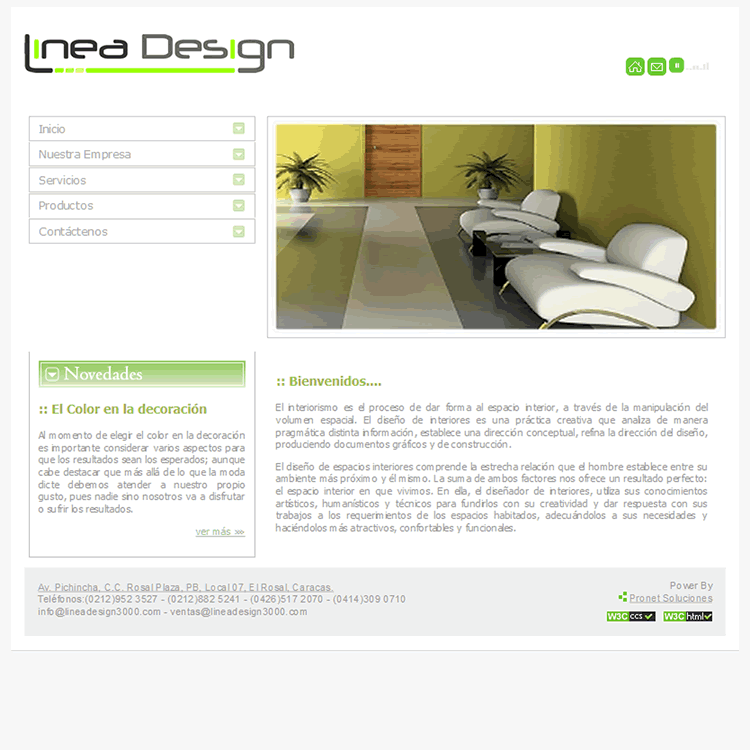 Linea Design
Inicio
Nuestra Empresa
Servicios
Productos
Contáctenos
Novedades
:: El Color en la decoración
Al momento de elegir el color en la decoración
es importante considerar varios aspectos para
que los resultados sean los esperados; aunque
cabe destacar que más allá de lo que la moda
dicte debemos atender a nuestro propio
gusto, pues nadie sino nosotros va a disfrutar
o sufrir los resultados.
ver más >>>
:: Bienvenidos....
El interiorismo es el proceso de dar forma al espacio interior, a través de la manipulación del
volumen espacial. El diseño de interiores es una práctica creativa que analiza de manera
pragmática distinta información, establece una dirección conceptual, refina la dirección del diseño,
produciendo documentos gráficos y de construcción.
El diseño de espacios interiores comprende la estrecha relación que el hombre establece entre su
ambiente más próximo y él mismo. La suma de ambos factores nos ofrece un resultado perfecto:
el espacio interior en que vivimos. En ella, el diseñador de interiores, utiliza sus conocimientos
artísticos, humanísticos y técnicos para fundirlos con su creatividad y dar respuesta con sus
trabajos a los requerimientos de los espacios habitados, adecuándolos a sus necesidades y
haciéndolos más atractivos, confortables y funcionales.
Av. Pichincha, C.C. Rosal Plaza, PB, Local 07, El Rosal, Caracas.
Teléfonos:(0212)952 3527 - (0212)882 5241 - (0426)517 2070 - (0414)309 0710
info@lineadesign3000.com - ventas@lineadesign3000.com
Power By
Pronet Soluciones
W3C ccs W3C html